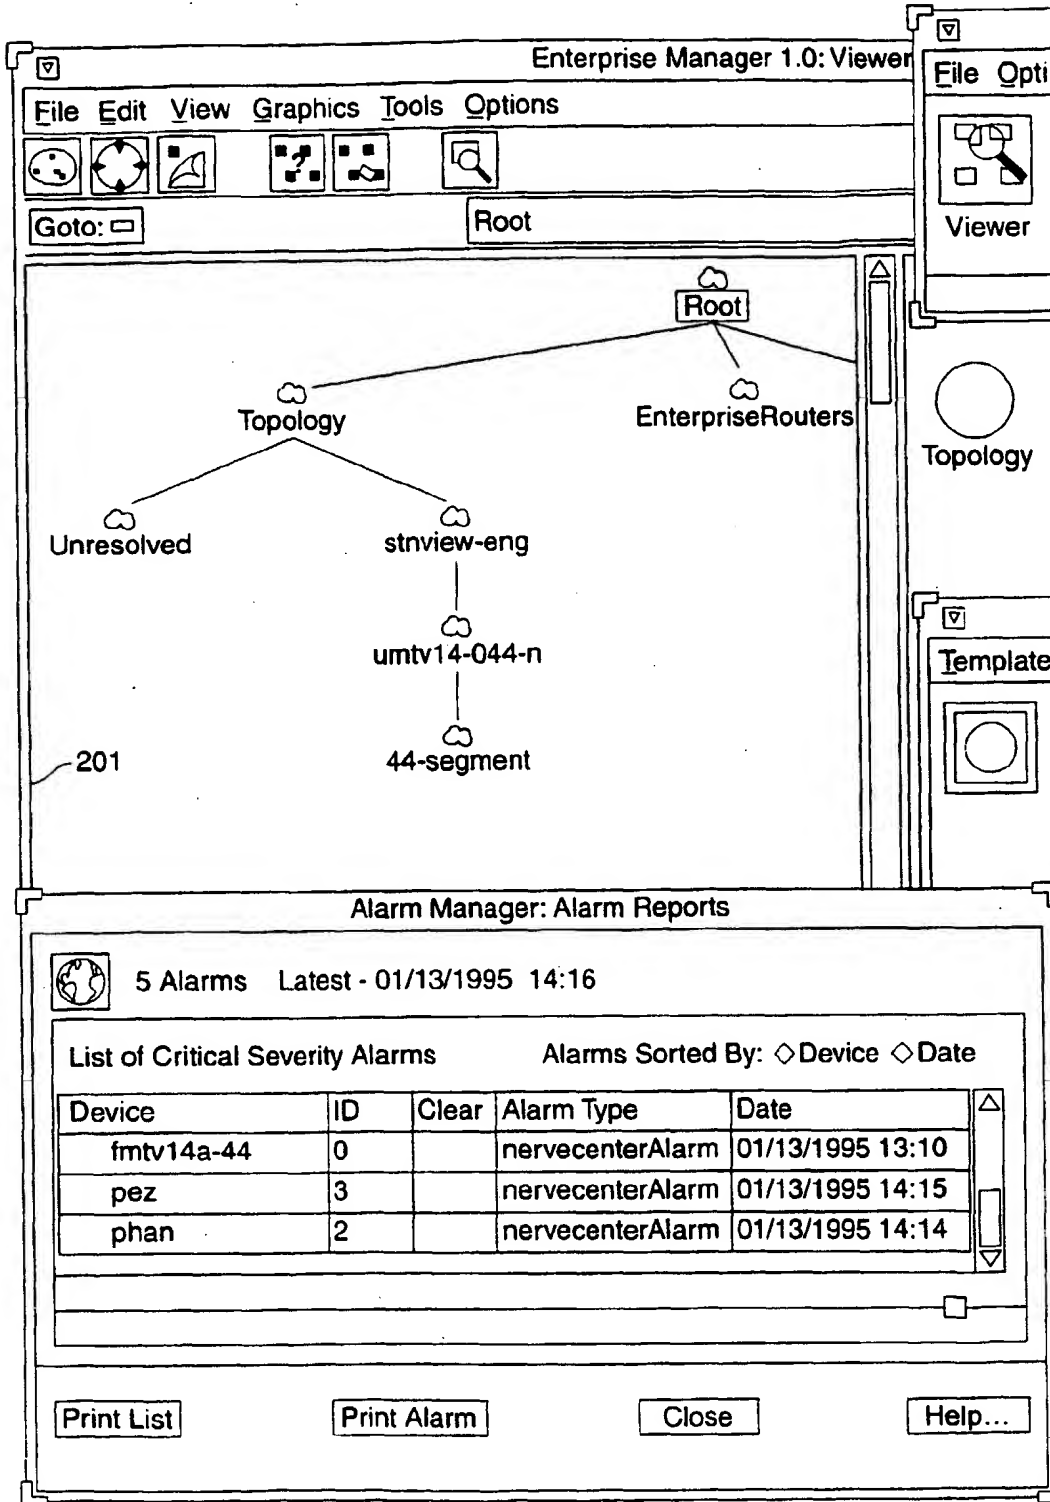 Enterprise Manager 1.0: Viewer
File Edit View Graphics Tools Options
Goto:
Root
Root
Topology
EnterpriseRouters
Unresolved
stnview-eng
umtv14-044-n
44-segment
201
File Opti
Viewer
Topology
Template
Alarm Manager: Alarm Reports
5 Alarms Latest - 01/13/1995 14:16
List of Critical Severity Alarms Alarms Sorted By: Device Date
Device ID Clear Alarm Type Date
fmtv14a-44 0 nervecenterAlarm 01/13/1995 13:10
pez 3 nervecenterAlarm 01/13/1995 14:15
phan 2 nervecenterAlarm 01/13/1995 14:14
Print List Print Alarm Close Help...